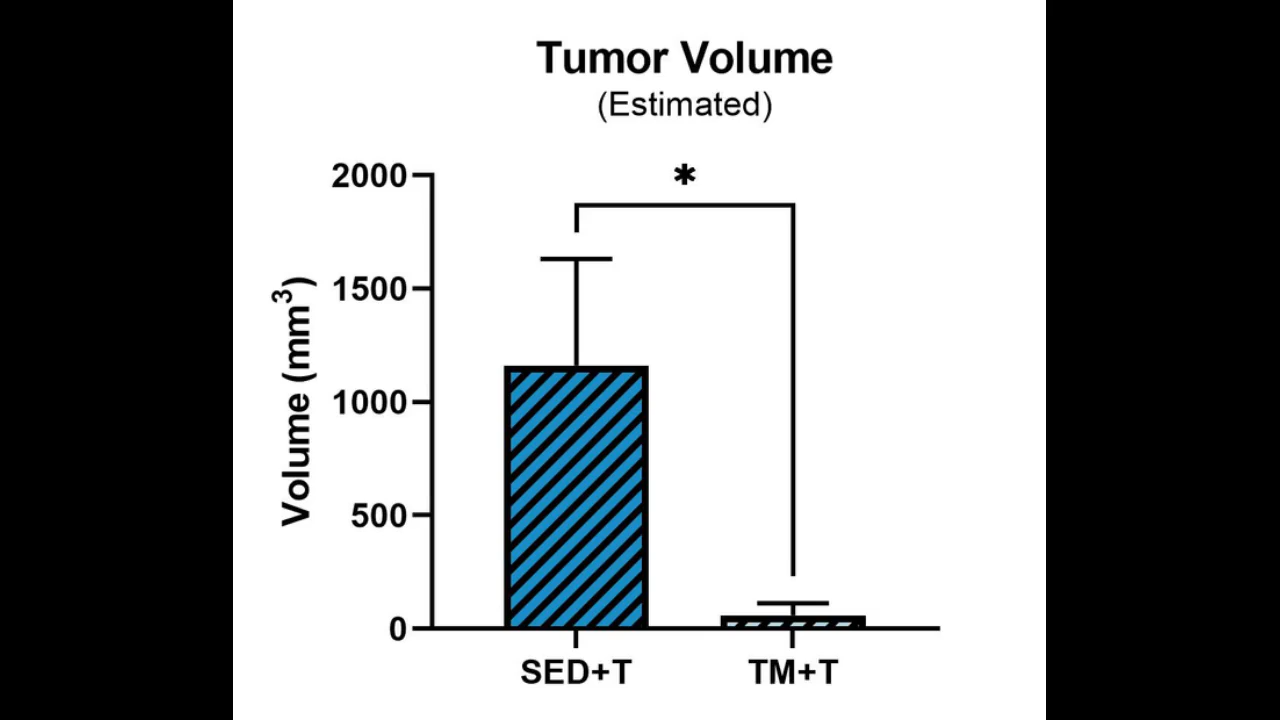 Tumor Volume
(Estimated)
2000
*
1500
1000
500
0
Volume (mm³)
SED+T
TM+T